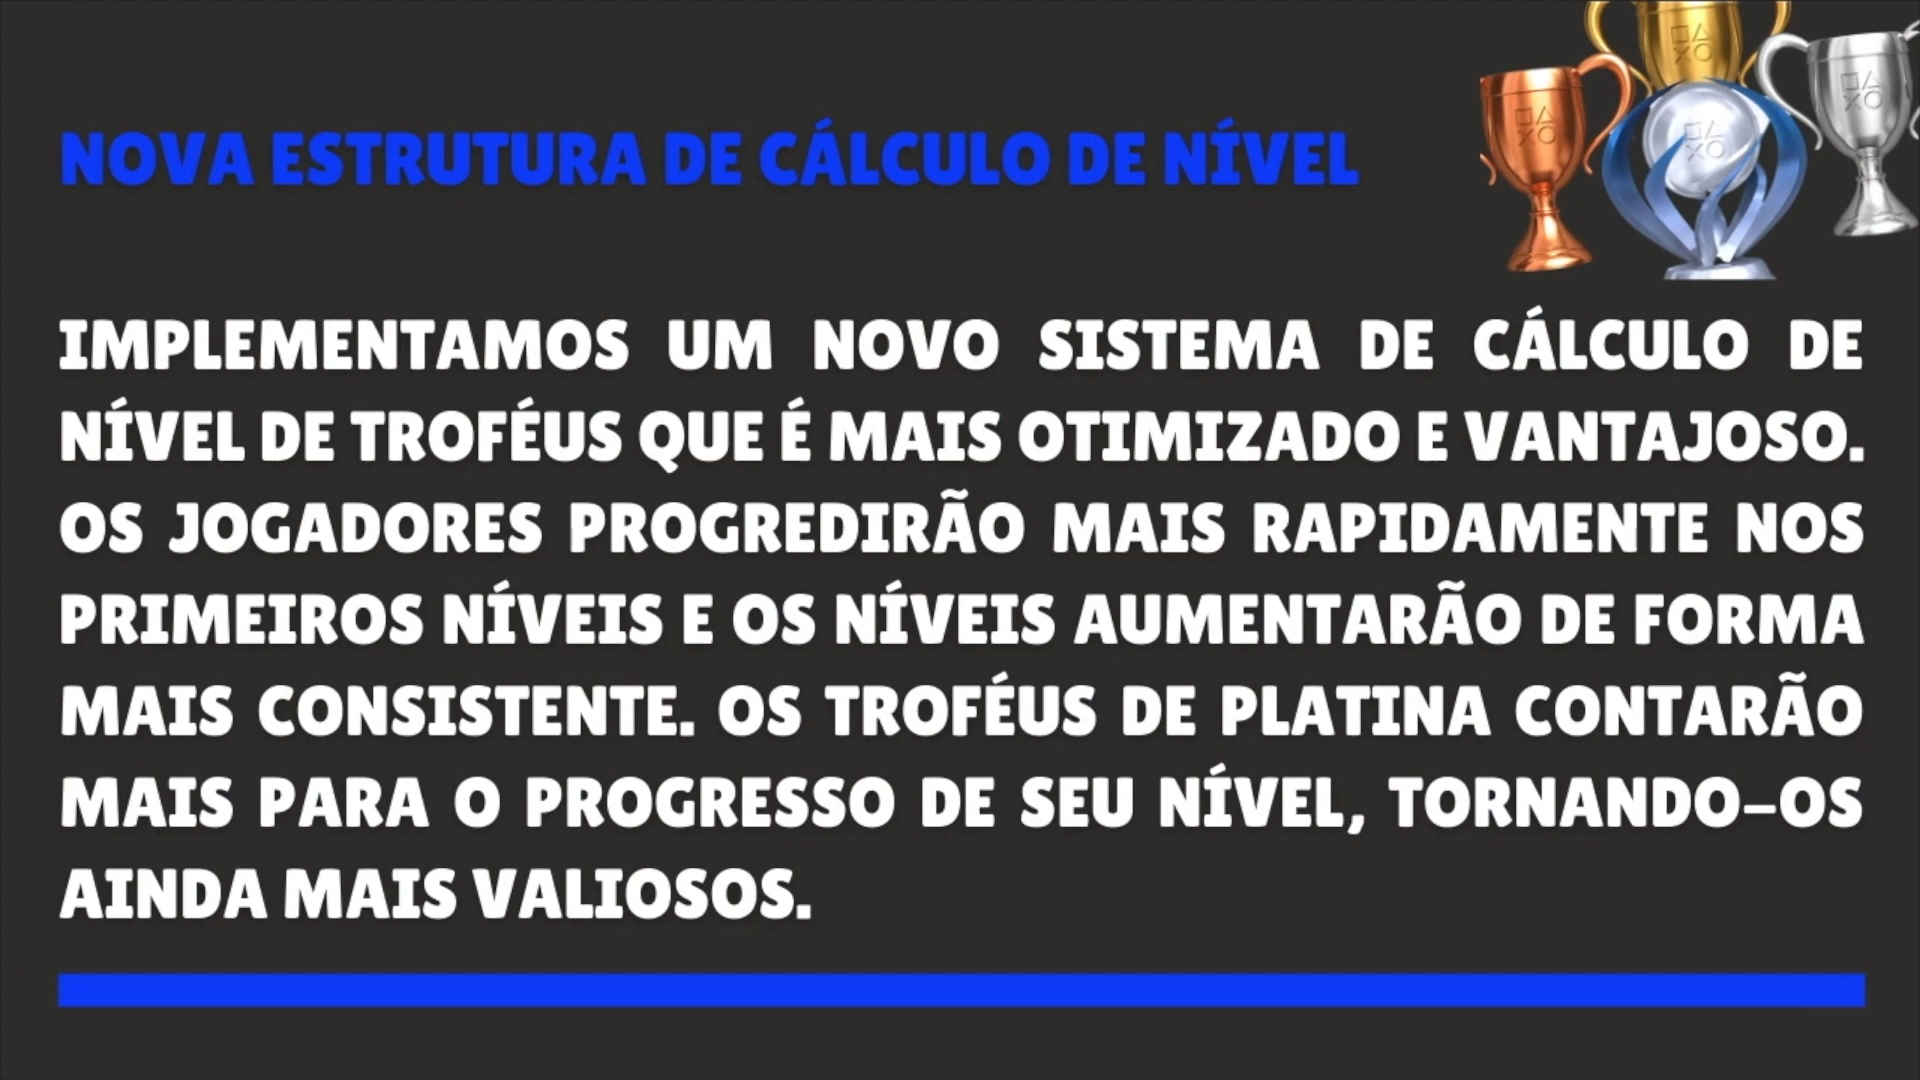 NOVA ESTRUTURA DE CÁLCULO DE NÍVEL
IMPLEMENTAMOS UM NOVO SISTEMA DE CÁLCULO DE
NÍVEL DE TROFÉUS QUE É MAIS OTIMIZADO E VANTAJOSO.
OS JOGADORES PROGREDIRÃO MAIS RAPIDAMENTE NOS
PRIMEIROS NÍVEIS E OS NÍVEIS AUMENTARÃO DE FORMA
MAIS CONSISTENTE. OS TROFÉUS DE PLATINA CONTARÃO
MAIS PARA O PROGRESSO DE SEU NÍVEL, TORNANDO-OS
AINDA MAIS VALIOSOS.